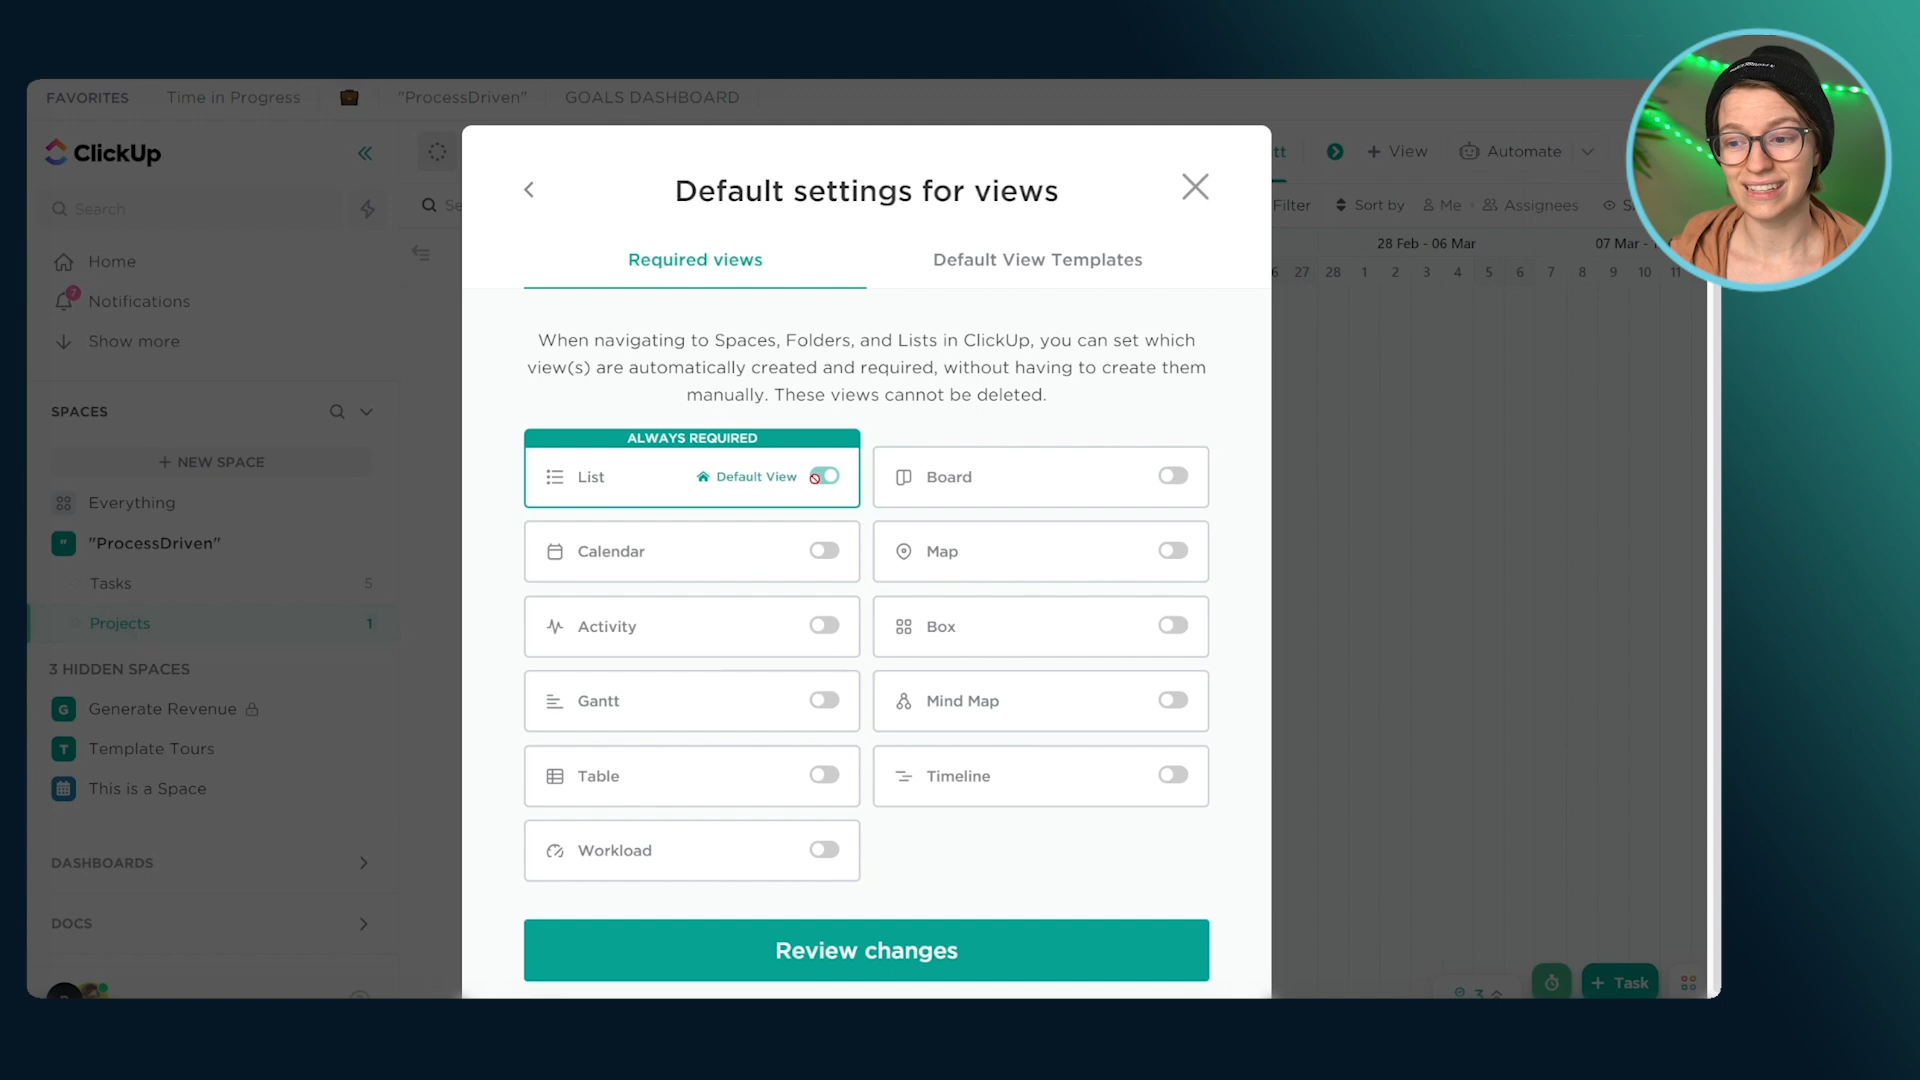 FAVORITES Time in Progress "ProcessDriven" GOALS DASHBOARD
ClickUp
Search
Home
7
Notifications
Show more
SPACES
+ NEW SPACE
Everything
"ProcessDriven"
Tasks 5
Projects 1
3 HIDDEN SPACES
G Generate Revenue
T Template Tours
This is a Space
DASHBOARDS
DOCS
Default settings for views
Required views
Default View Templates
When navigating to Spaces, Folders, and Lists in ClickUp, you can set which
view(s) are automatically created and required, without having to create them
manually. These views cannot be deleted.
ALWAYS REQUIRED
List Default View
Board
Calendar
Map
Activity
Box
Gantt
Mind Map
Table
Timeline
Workload
Review changes
+ View Automate
Filter Sort by Me Assignees
28 Feb - 06 Mar 07 Mar -
27 28 1 2 3 4 5 6 7 8 9 10 11
3
+ Task